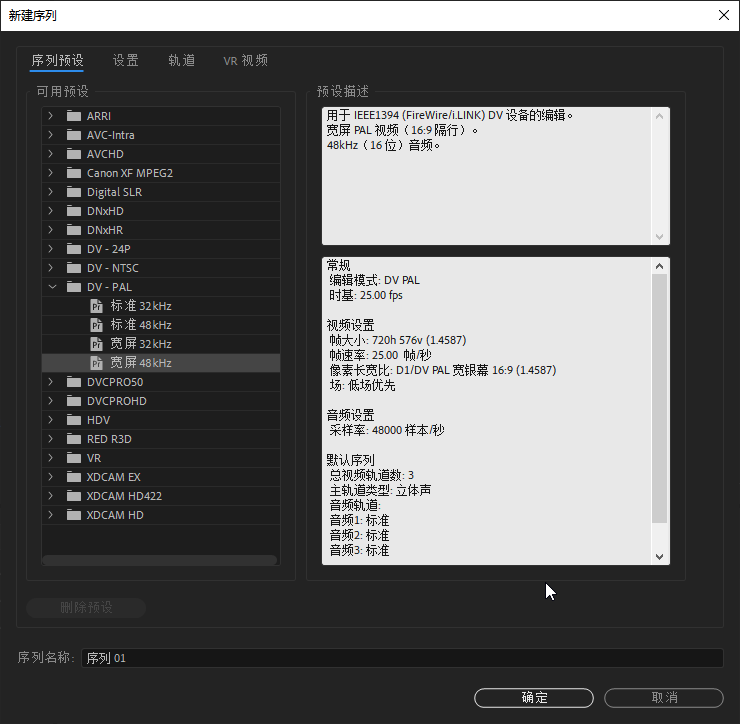 新建序列
序列预设 设置 轨道 VR 视频
可用预设
ARRI
AVC-Intra
AVCHD
Canon XF MPEG2
Digital SLR
DNxHD
DNxHR
DV - 24P
DV - NTSC
DV - PAL
标准 32kHz
标准 48kHz
宽屏 32kHz
宽屏 48kHz
DVCPRO50
DVCPROHD
HDV
RED R3D
VR
XDCAM EX
XDCAM HD422
XDCAM HD
删除预设
预设描述
用于 IEEE1394 (FireWire/i.LINK) DV 设备的编辑。
宽屏 PAL 视频（16:9 隔行）。
48kHz（16 位）音频。
常规
编辑模式: DV PAL
时基: 25.00 fps
视频设置
帧大小: 720h 576v (1.4587)
帧速率: 25.00 帧/秒
像素长宽比: D1/DV PAL 宽银幕 16:9 (1.4587)
场: 低场优先
音频设置
采样率: 48000 样本/秒
默认序列
总视频轨道数: 3
主轨道类型: 立体声
音频轨道:
音频1: 标准
音频2: 标准
音频3: 标准
序列名称: 序列 01
确定 取消